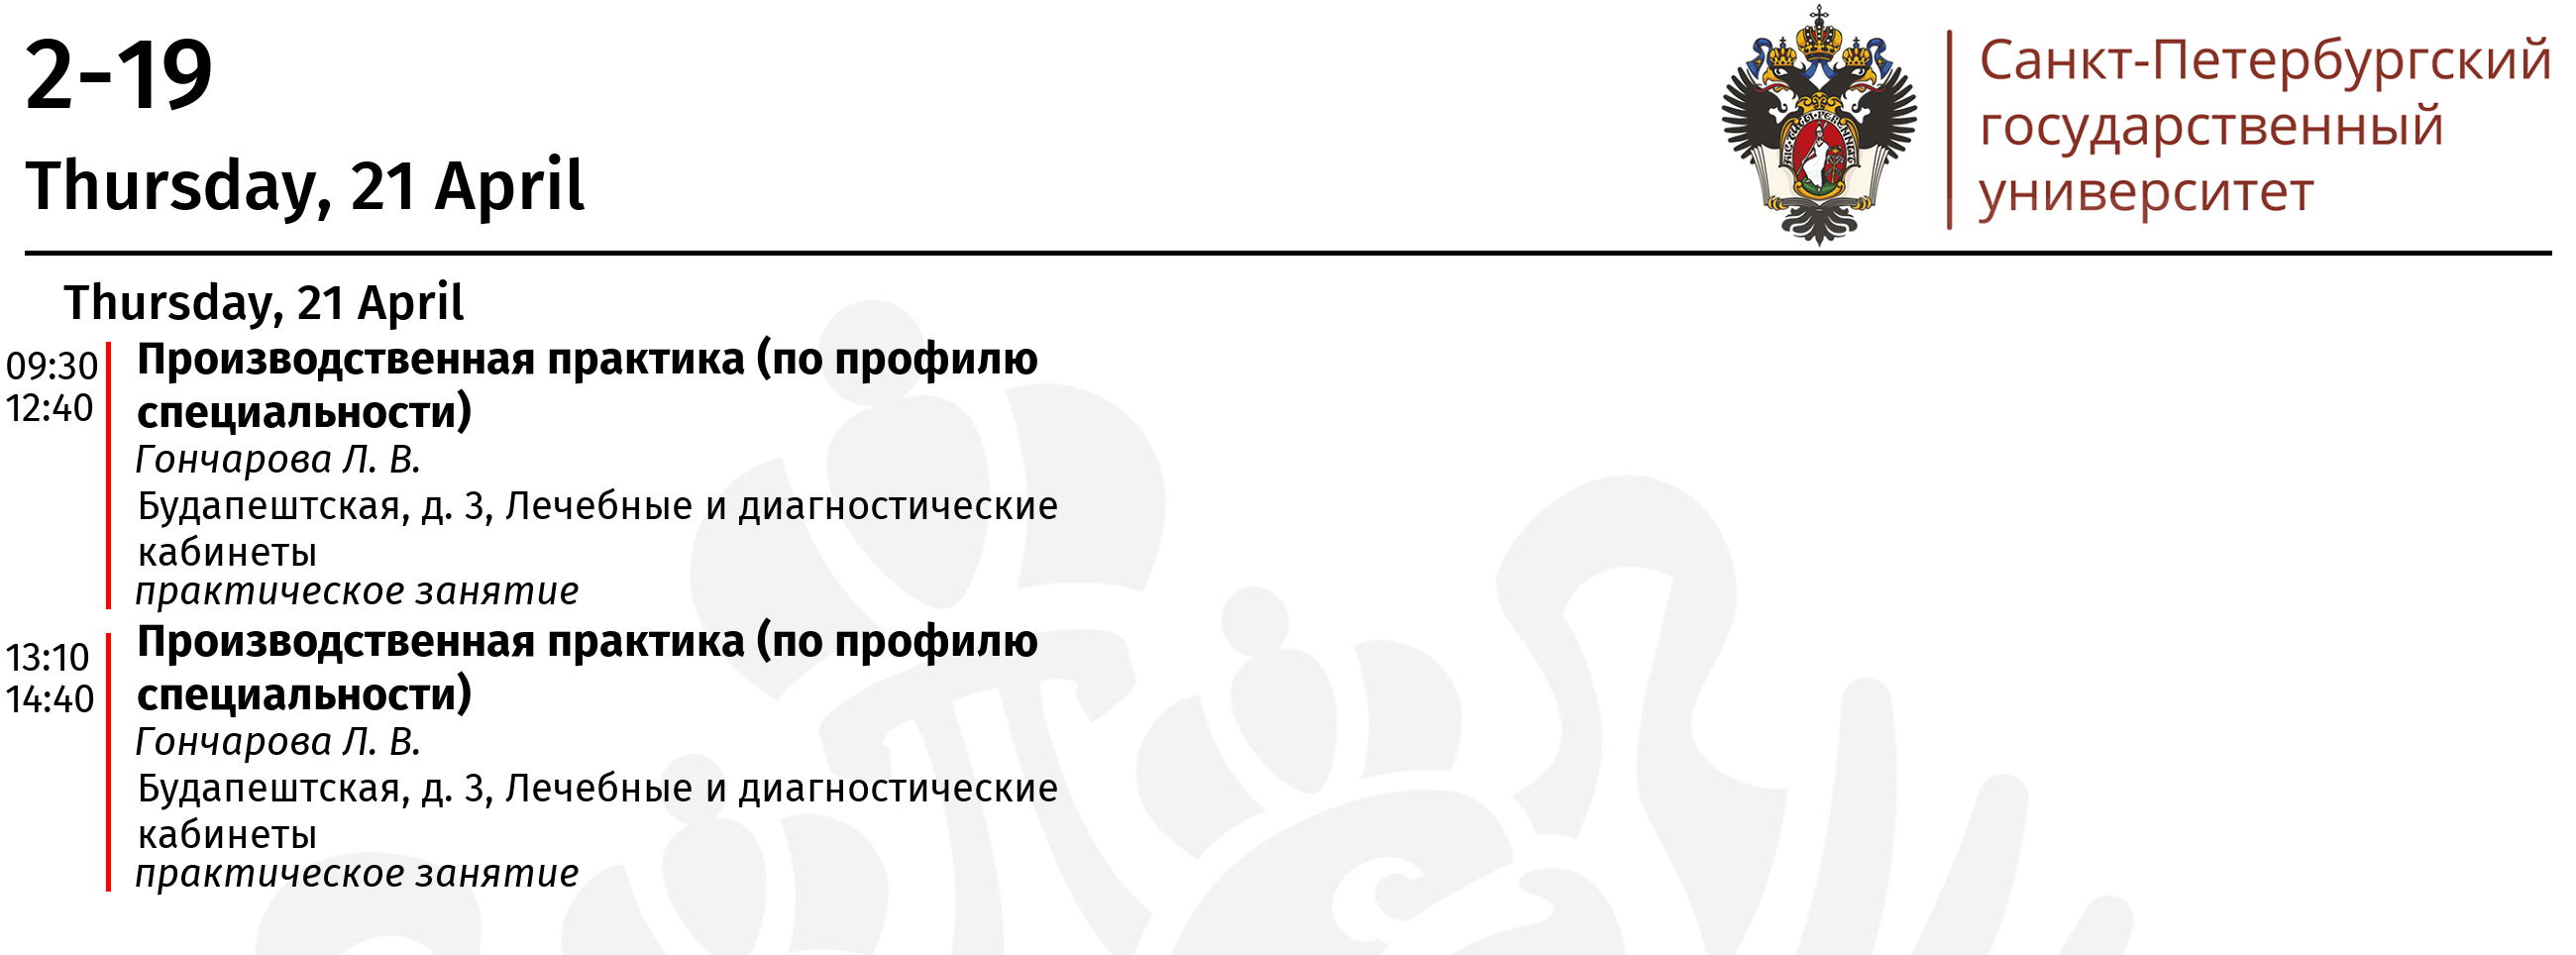 2-19
Thursday, 21 April
Санкт-Петербургский
государственный
университет
Thursday, 21 April
09:30
12:40
Производственная практика (по профилю
специальности)
Гончарова Л. В.
Будапештская, д. 3, Лечебные и диагностические
кабинеты
практическое занятие
13:10
14:40
Производственная практика (по профилю
специальности)
Гончарова Л. В.
Будапештская, д. 3, Лечебные и диагностические
кабинеты
практическое занятие